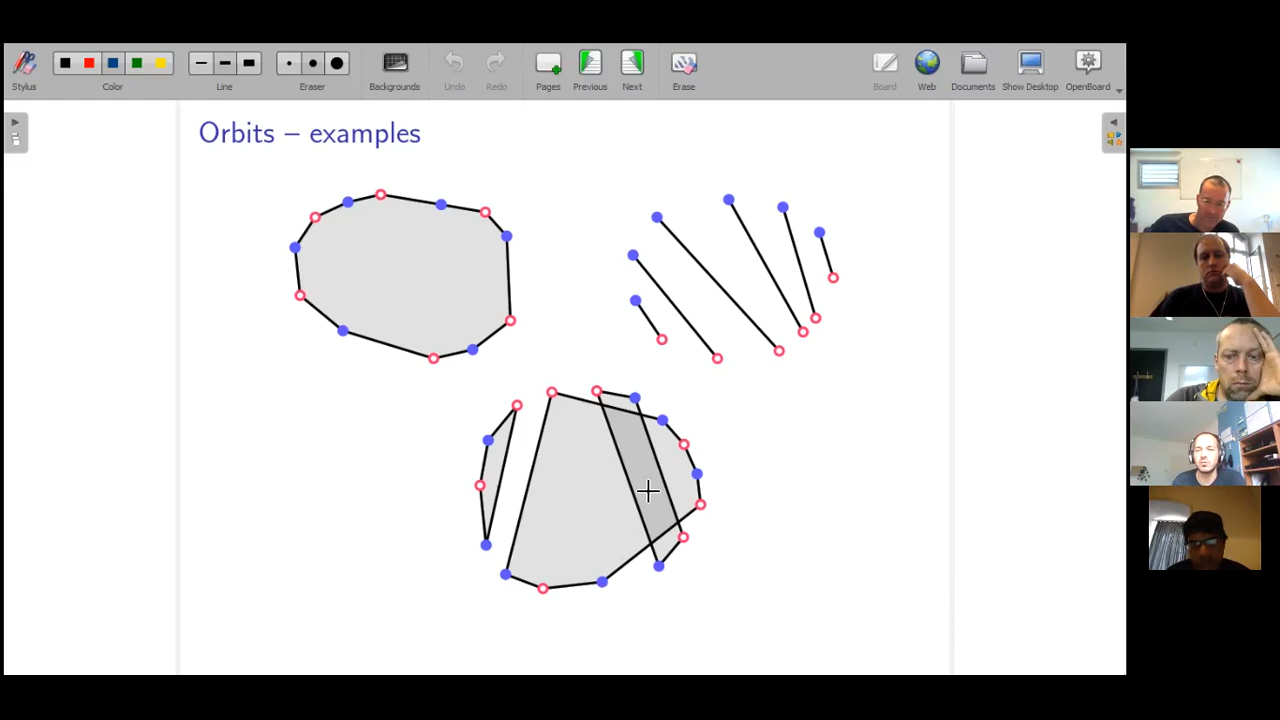 Stylus Color Line Eraser Backgrounds Undo Redo Pages Previous Next Erase Board Web Documents Show Desktop OpenBoard
Orbits – examples